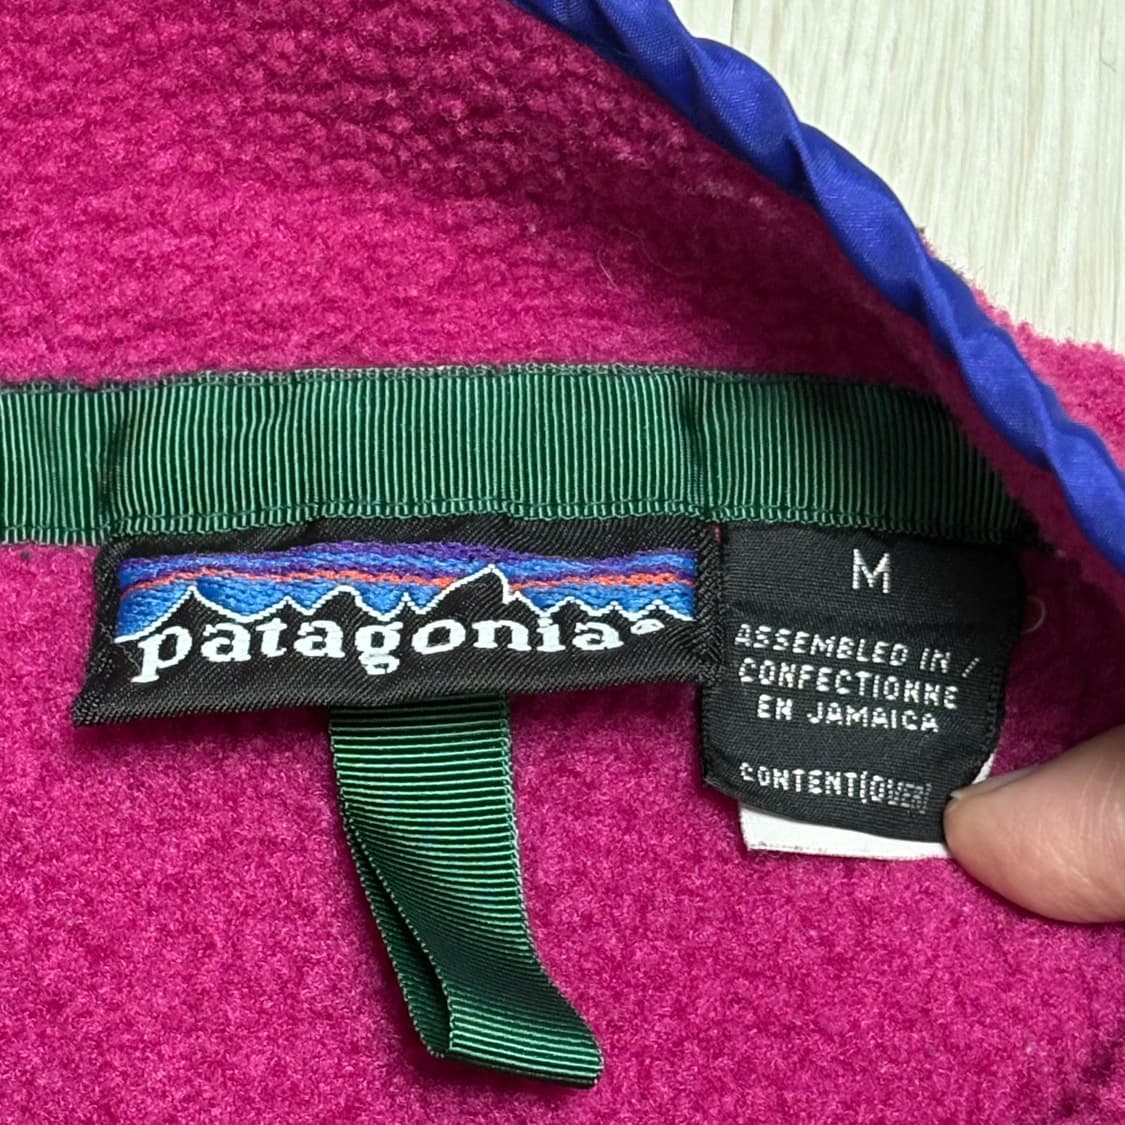 patagonia®
M
ASSEMBLED IN /
CONFECTIONNE
EN JAMAICA
CONTENT(OVER)